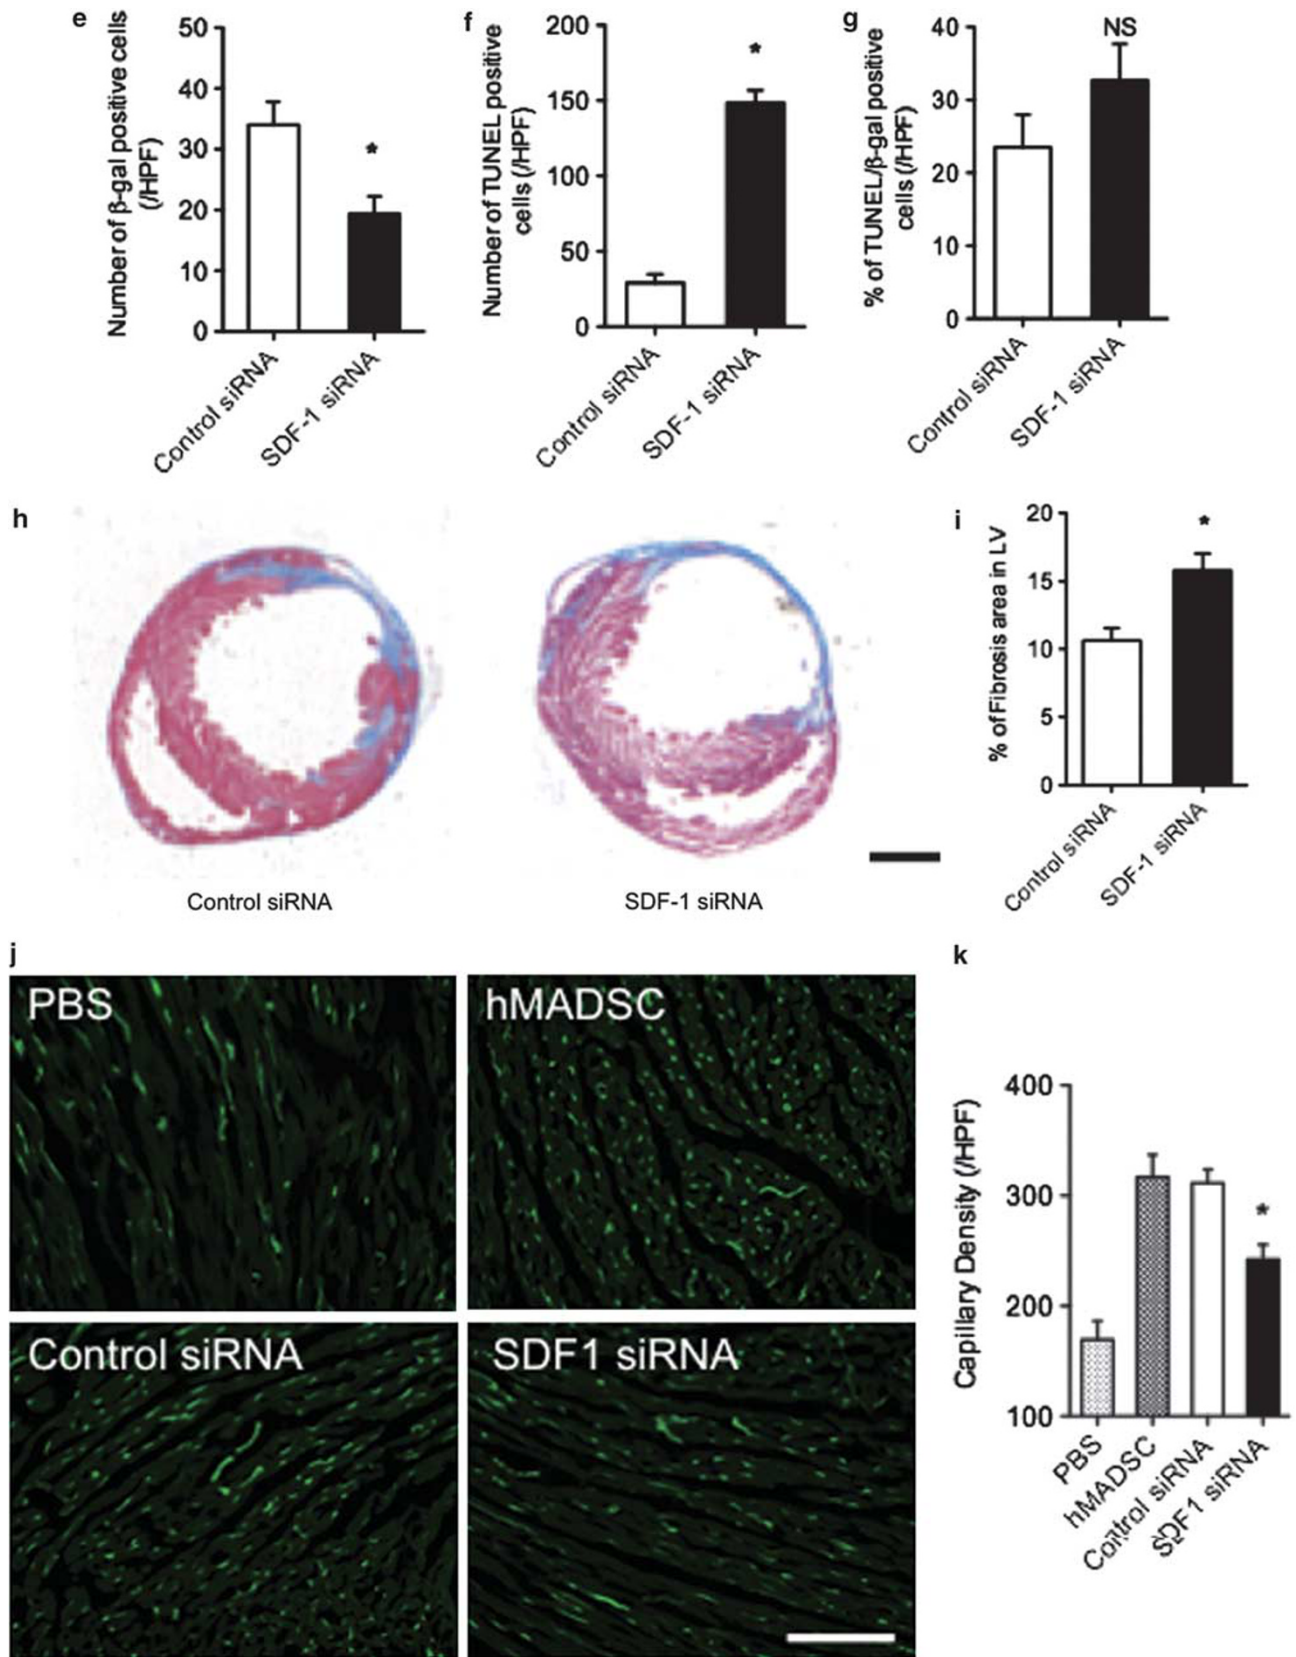 e
Number of β-gal positive cells
(/HPF)
50
40
30
20
10
0
*
Control siRNA
SDF-1 siRNA
f
Number of TUNEL positive
cells (/HPF)
200
150
100
50
0
*
Control siRNA
SDF-1 siRNA
g
% of TUNEL/β-gal positive
cells (/HPF)
40
30
20
10
0
NS
Control siRNA
SDF-1 siRNA
h
Control siRNA
SDF-1 siRNA
i
% of Fibrosis area in LV
20
15
10
5
0
*
Control siRNA
SDF-1 siRNA
j
PBS
hMADSC
Control siRNA
SDF1 siRNA
k
Capillary Density (/HPF)
400
300
200
100
*
PBS
hMADSC
Control siRNA
SDF1 siRNA